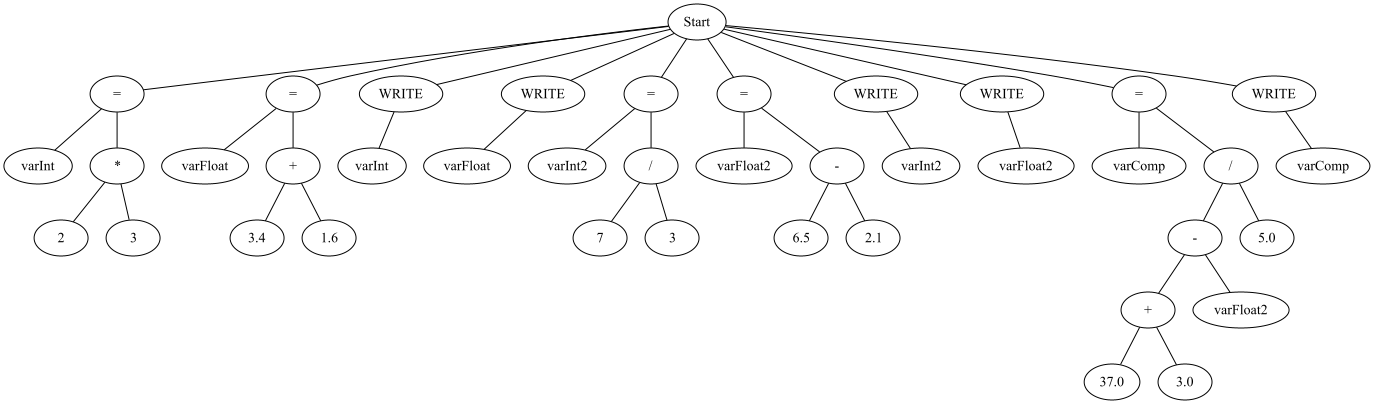 Start
= = WRITE WRITE = = WRITE WRITE = WRITE
varInt * varFloat + varInt varFloat varInt2 / varFloat2 - varInt2 varFloat2 varComp / varComp
2 3 3.4 1.6 7 3 6.5 2.1 - 5.0
+ varFloat2
37.0 3.0